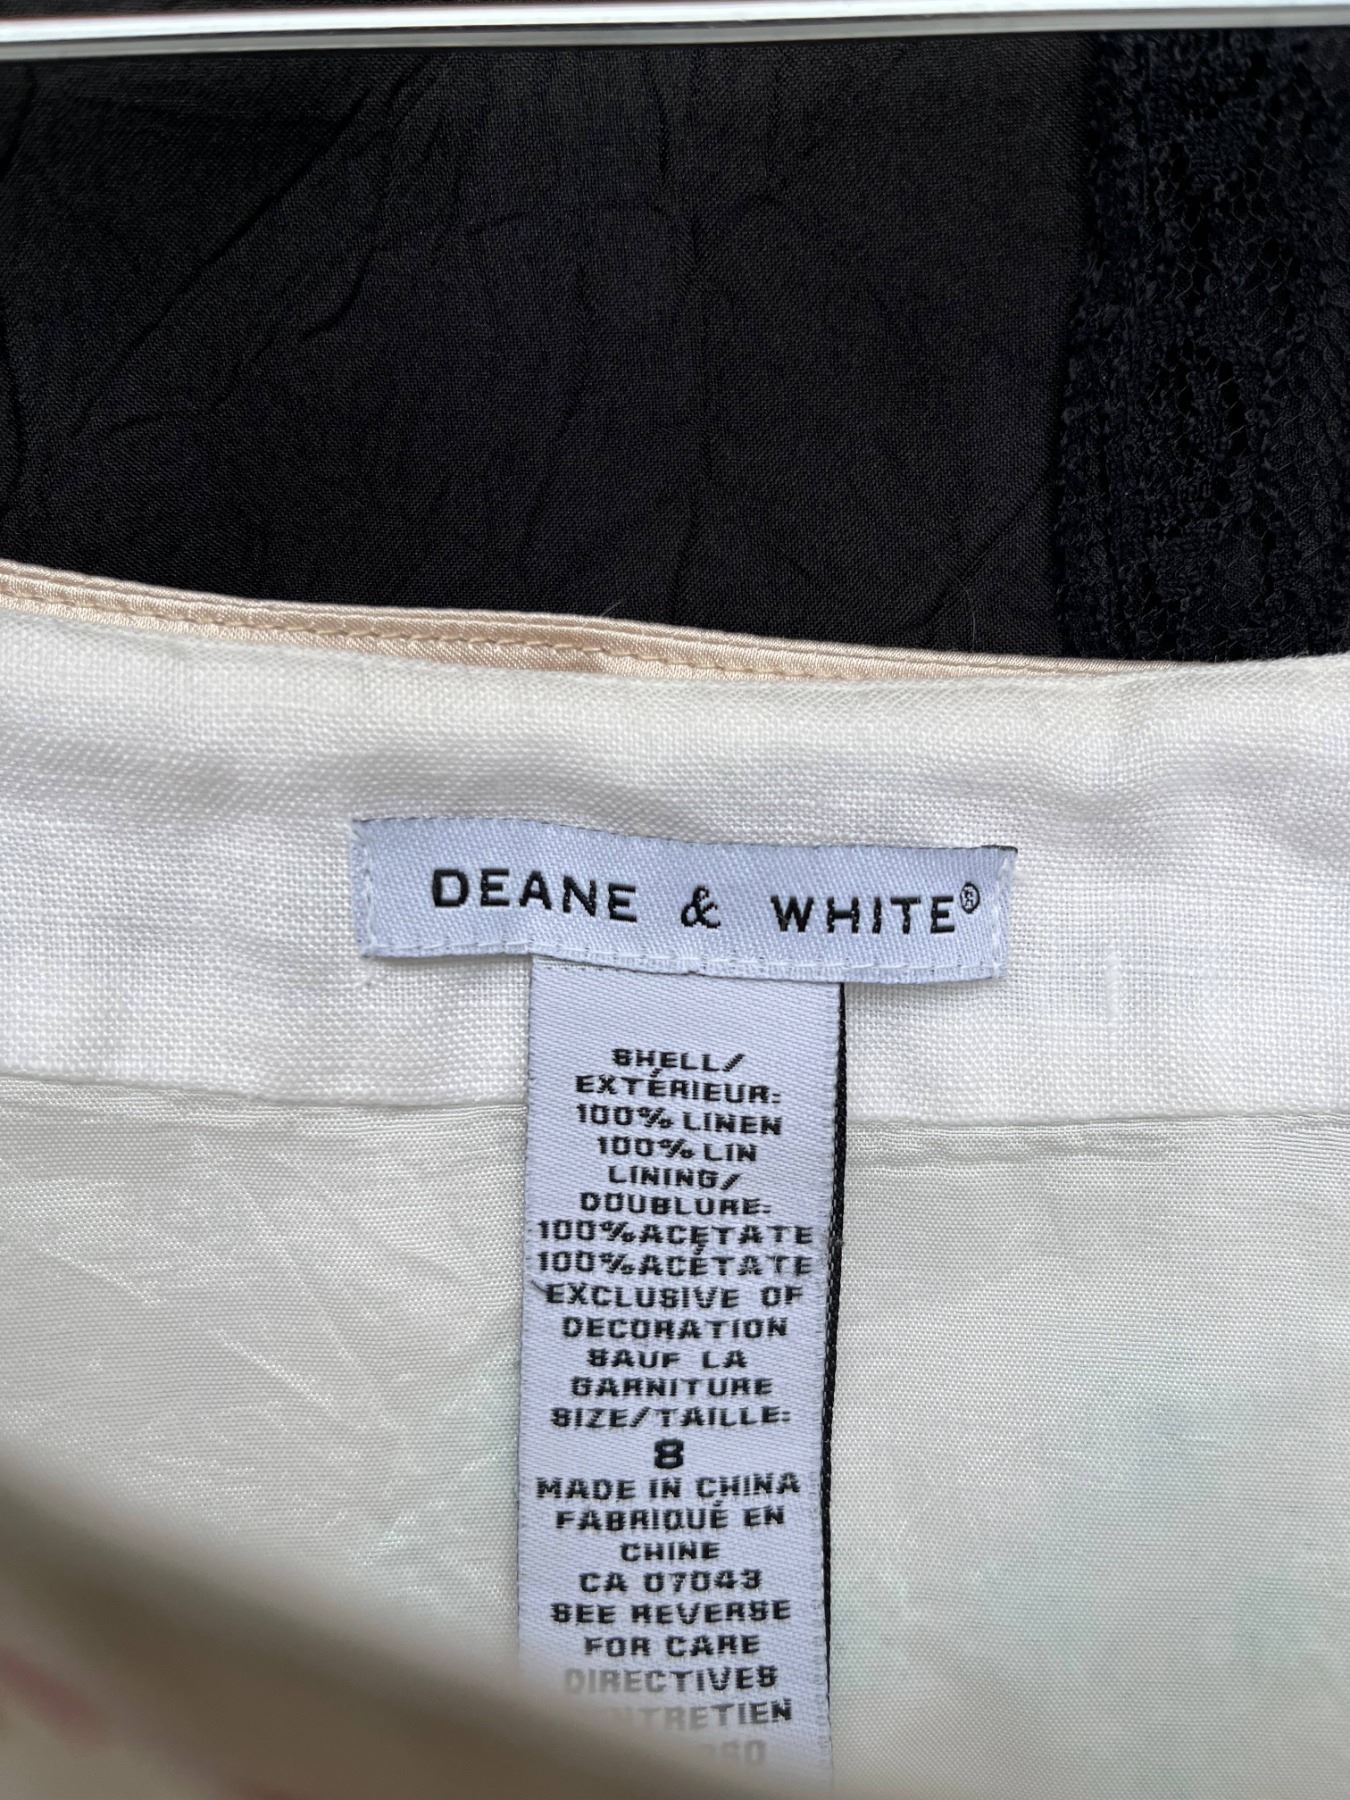 DEANE & WHITE®
SHELL/
EXTÉRIEUR:
100% LINEN
100% LIN
LINING/
DOUBLURE:
100% ACETATE
100% ACÉTATE
EXCLUSIVE OF
DECORATION
SAUF LA
GARNITURE
SIZE/TAILLE:
8
MADE IN CHINA
FABRIQUÉ EN
CHINE
CA 07043
SEE REVERSE
FOR CARE
DIRECTIVES